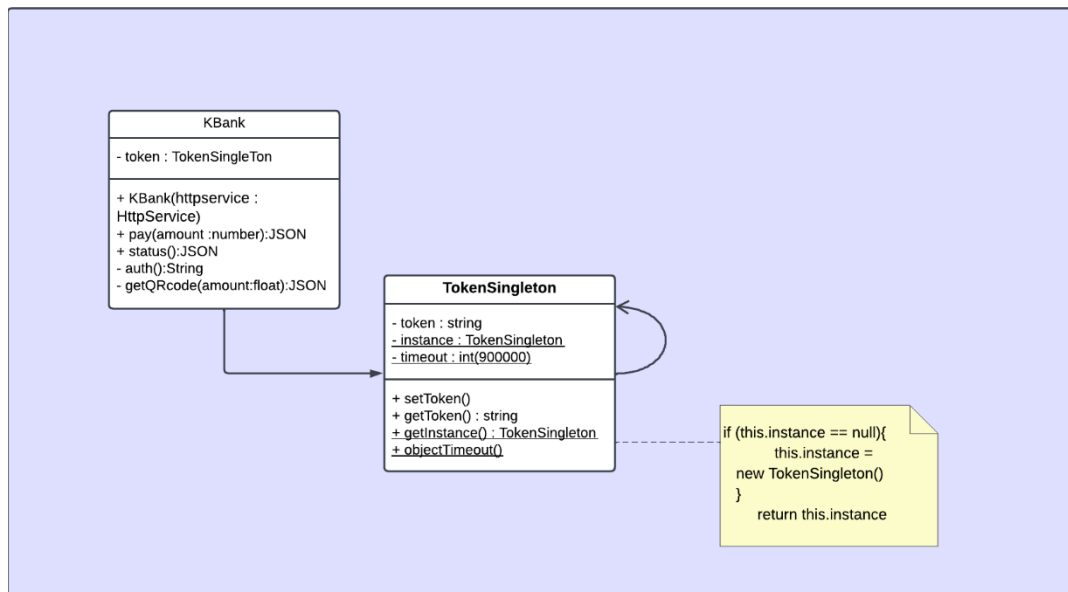 KBank
- token : TokenSingleTon
+ KBank(httpservice :
HttpService)
+ pay(amount :number):JSON
+ status():JSON
- auth():String
- getQRcode(amount:float):JSON
TokenSingleton
- token : string
- instance : TokenSingleton
- timeout : int(900000)
+ setToken()
+ getToken() : string
+ getInstance() : TokenSingleton
+ objectTimeout()
if (this.instance == null){
this.instance =
new TokenSingleton()
}
return this.instance